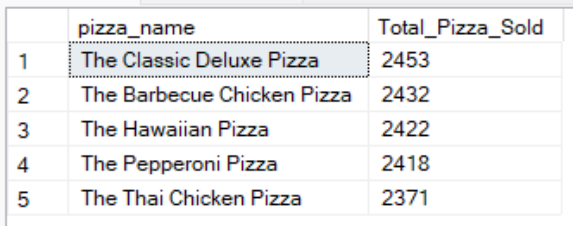 pizza_name Total_Pizza_Sold
1 The Classic Deluxe Pizza 2453
2 The Barbecue Chicken Pizza 2432
3 The Hawaiian Pizza 2422
4 The Pepperoni Pizza 2418
5 The Thai Chicken Pizza 2371